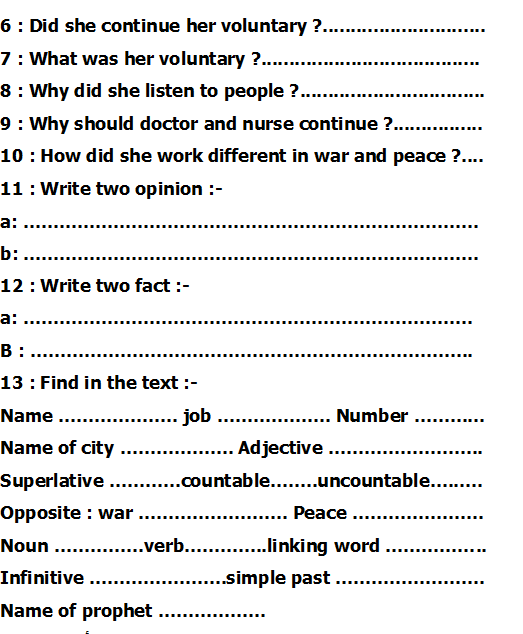 6 : Did she continue her voluntary ?.............................
7 : What was her voluntary ?.......................................
8 : Why did she listen to people ?.................................
9 : Why should doctor and nurse continue ?................
10 : How did she work different in war and peace ?....
11 : Write two opinion :-
a: ............................................................................
b: ............................................................................
12 : Write two fact :-
a: ...........................................................................
B : ..........................................................................
13 : Find in the text :-
Name .................... job ................... Number ............
Name of city ................... Adjective ..........................
Superlative ............countable........uncountable.........
Opposite : war ......................... Peace ......................
Noun ...............verb..............linking word .................
Infinitive .......................simple past .........................
Name of prophet ..................